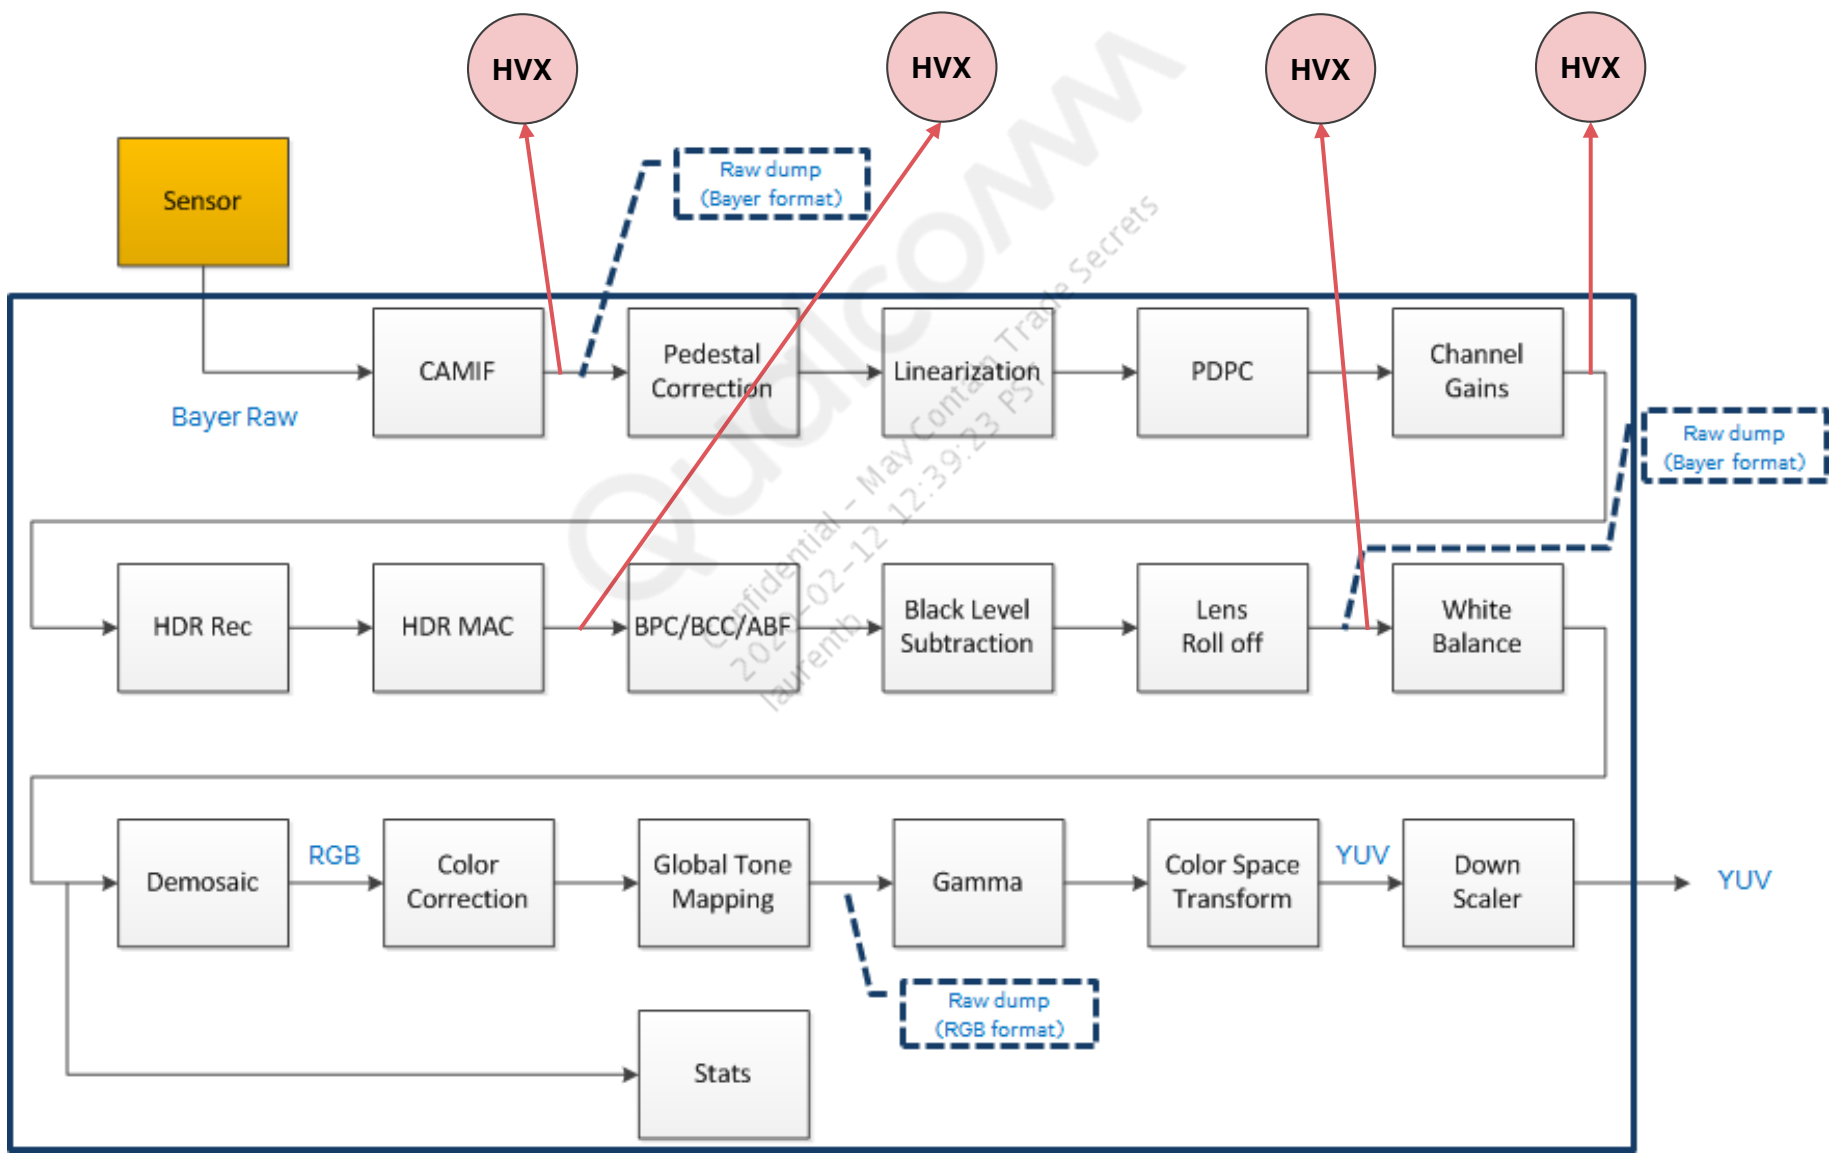 HVX
HVX
HVX
HVX
Sensor
Raw dump
(Bayer format)
CAMIF
Pedestal
Correction
Linearization
PDPC
Channel
Gains
Bayer Raw
Raw dump
(Bayer format)
HDR Rec
HDR MAC
BPC/BCC/ABF
Black Level
Subtraction
Lens
Roll off
White
Balance
Demosaic
RGB
Color
Correction
Global Tone
Mapping
Gamma
Color Space
Transform
YUV
Down
Scaler
YUV
Raw dump
(RGB format)
Stats
Qualcomm
Confidential - May Contain Trade Secrets
2020-02-12 12:39:23 PST
laurentb